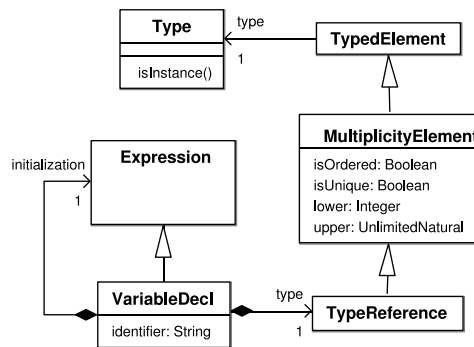 Type
isInstance()
type
1
TypedElement
MultiplicityElement
isOrdered: Boolean
isUnique: Boolean
lower: Integer
upper: UnlimitedNatural
Expression
initialization
1
VariableDecl
identifier: String
type
1
TypeReference